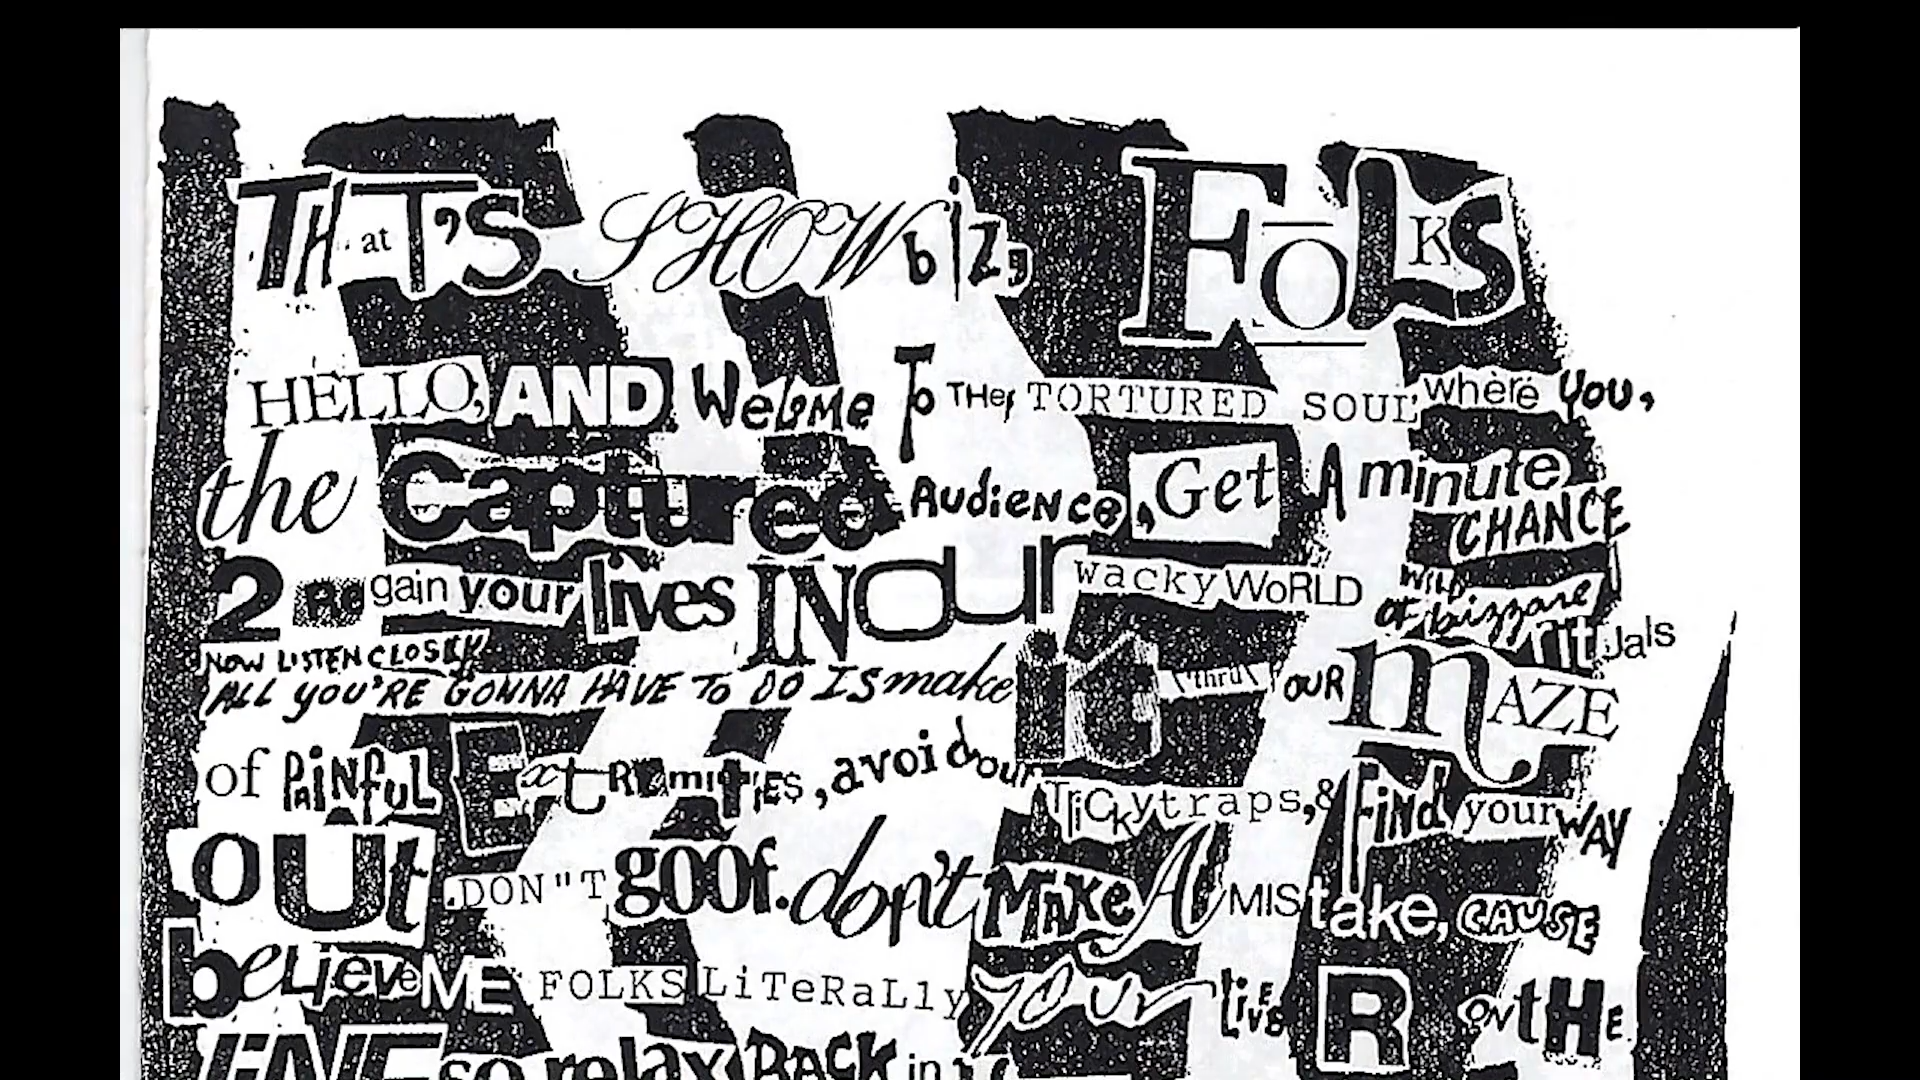 THaT'S SHOWbiz, FOlKS
HELLO, AND WelcoMe To THe TORTURED SOUL where YOU,
the Captured AudiENce, Get A minute CHANCE
2 Regain your lives IN Our wacky WoRLD WILD
of bizzare rituals
NOW LISTEN CLOSELY
ALL YOU'RE GONNA HAVE TO DO IS make it thru OUR mAZE
of PAiNfuL ExtREmitIES, avoid our TricKy traps, & FiNd your WAY
OUt. DON"T goof. don't MAKe A MIStake, CAUSE
beLieve ME FOLKS LiTeRaLly your LivES R ON tHE
LiNE so relax BACK in